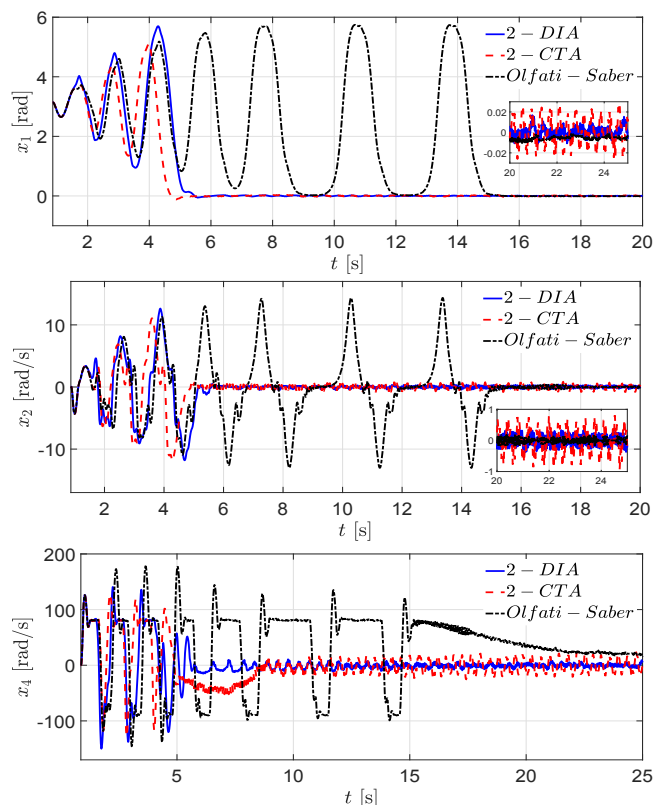 6
4
2
0
x1 [rad]
2 − DIA
2 − CTA
Olfati − Saber
0.02
0
-0.02
20 22 24
2 4 6 8 10 12 14 16 18 20
t [s]
10
0
-10
x2 [rad/s]
2 − DIA
2 − CTA
Olfati − Saber
1
0
-1
20 21 22 23 24
2 4 6 8 10 12 14 16 18 20
t [s]
200
100
0
-100
x4 [rad/s]
2 − DIA
2 − CTA
Olfati − Saber
5 10 15 20 25
t [s]